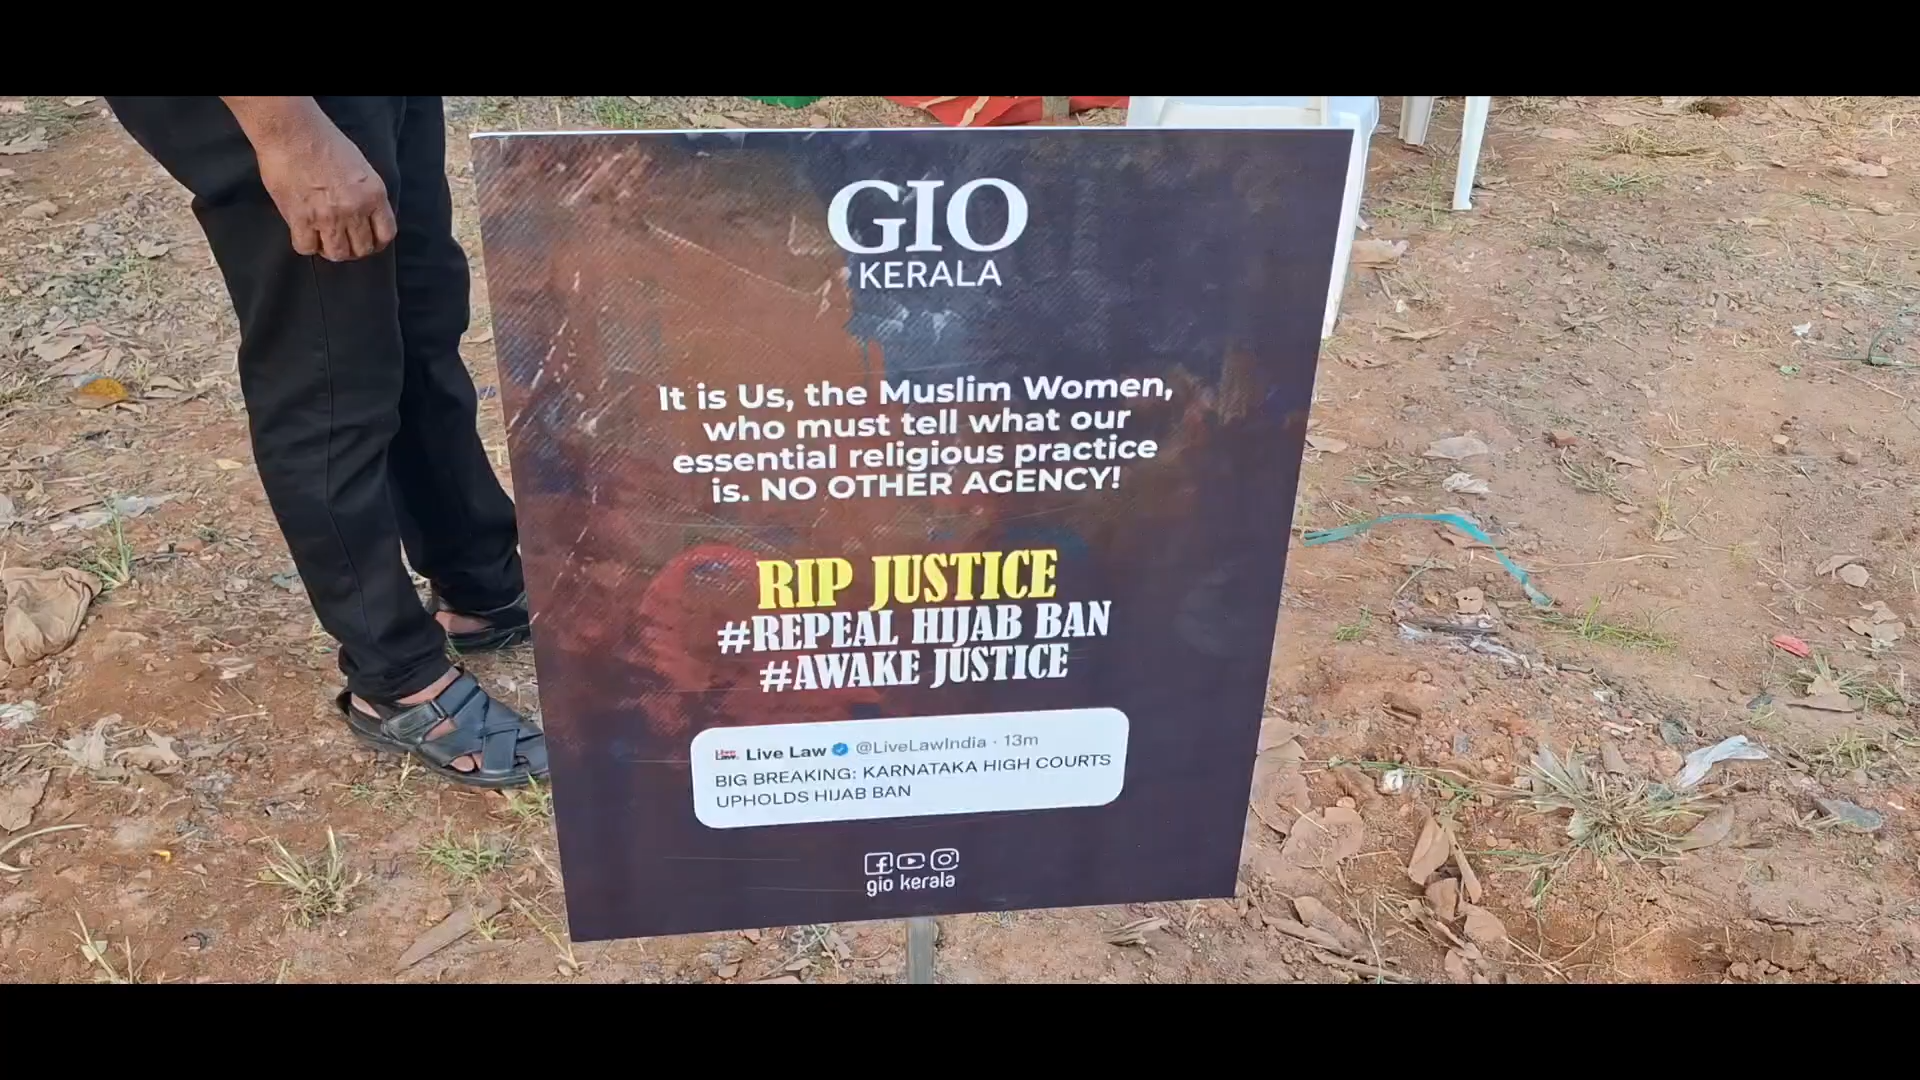 GIO
KERALA
It is Us, the Muslim Women,
who must tell what our
essential religious practice
is. NO OTHER AGENCY!
RIP JUSTICE
#REPEAL HIJAB BAN
#AWAKE JUSTICE
Live Law. Live Law @LiveLawIndia · 13m
BIG BREAKING: KARNATAKA HIGH COURTS
UPHOLDS HIJAB BAN
gio kerala